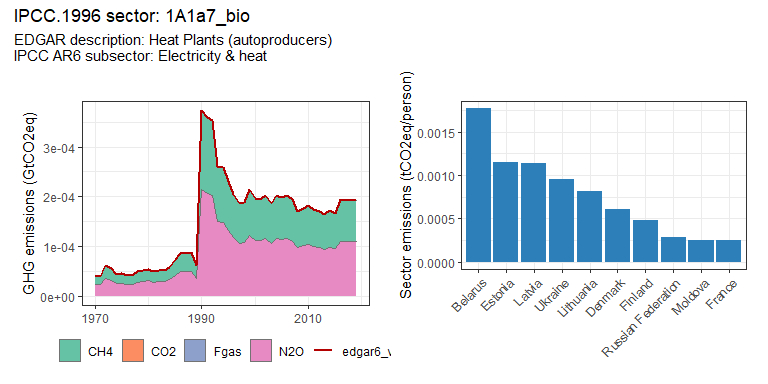 IPCC.1996 sector: 1A1a7_bio
EDGAR description: Heat Plants (autoproducers)
IPCC AR6 subsector: Electricity & heat
GHG emissions (GtCO2eq)
3e-04
2e-04
1e-04
0e+00
1970
1990
2010
CH4
CO2
Fgas
N2O
edgar6_v
Sector emissions (tCO2eq/person)
0.0015
0.0010
0.0005
0.0000
Belarus
Estonia
Latvia
Ukraine
Lithuania
Denmark
Finland
Russian Federation
Moldova
France